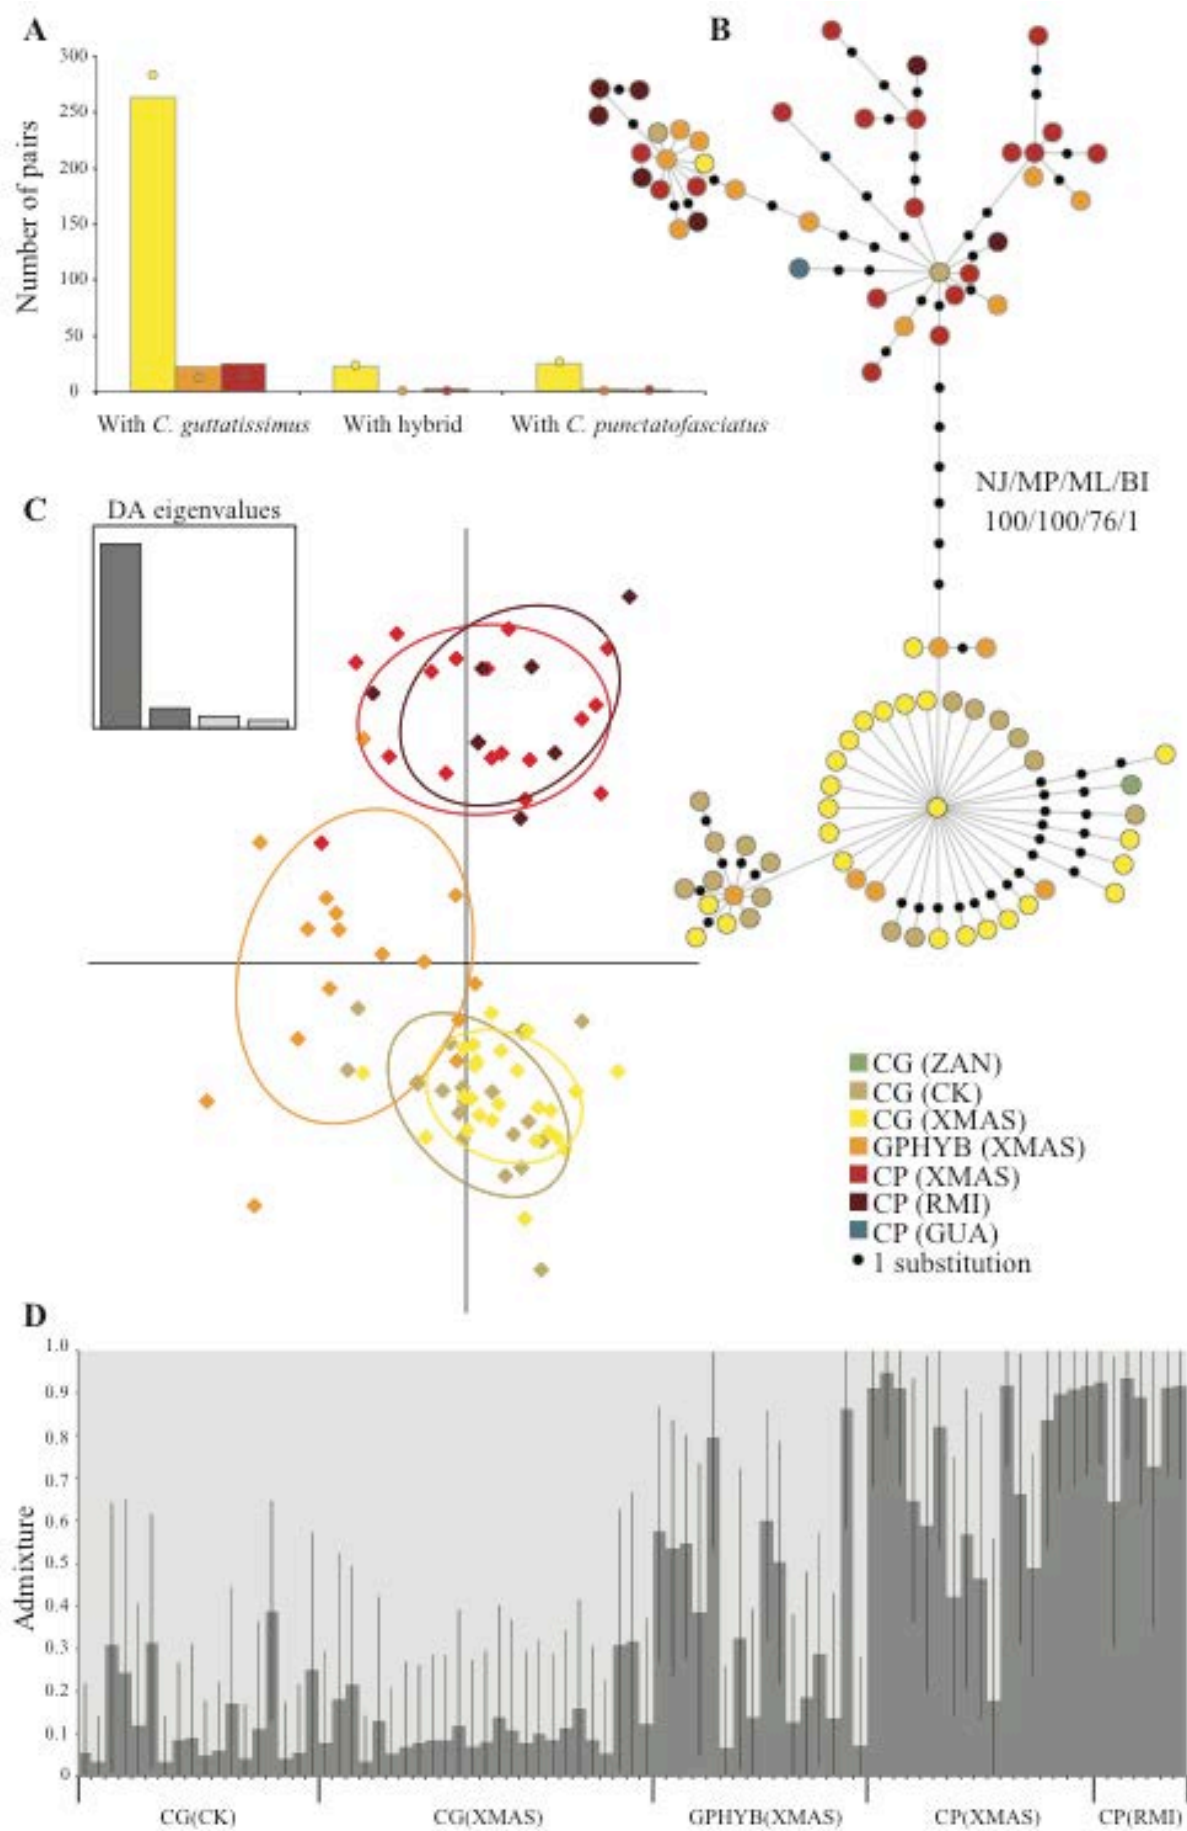 A
B
300
250
200
150
100
50
0
Number of pairs
With C. guttatissimus
With hybrid
With C. punctatofasciatus
NJ/MP/ML/BI
100/100/76/1
C
DA eigenvalues
CG (ZAN)
CG (CK)
CG (XMAS)
GPHYB (XMAS)
CP (XMAS)
CP (RMI)
CP (GUA)
1 substitution
D
1.0
0.9
0.8
0.7
0.6
0.5
0.4
0.3
0.2
0.1
0
Admixture
CG(CK)
CG(XMAS)
GPHYB(XMAS)
CP(XMAS)
CP(RMI)